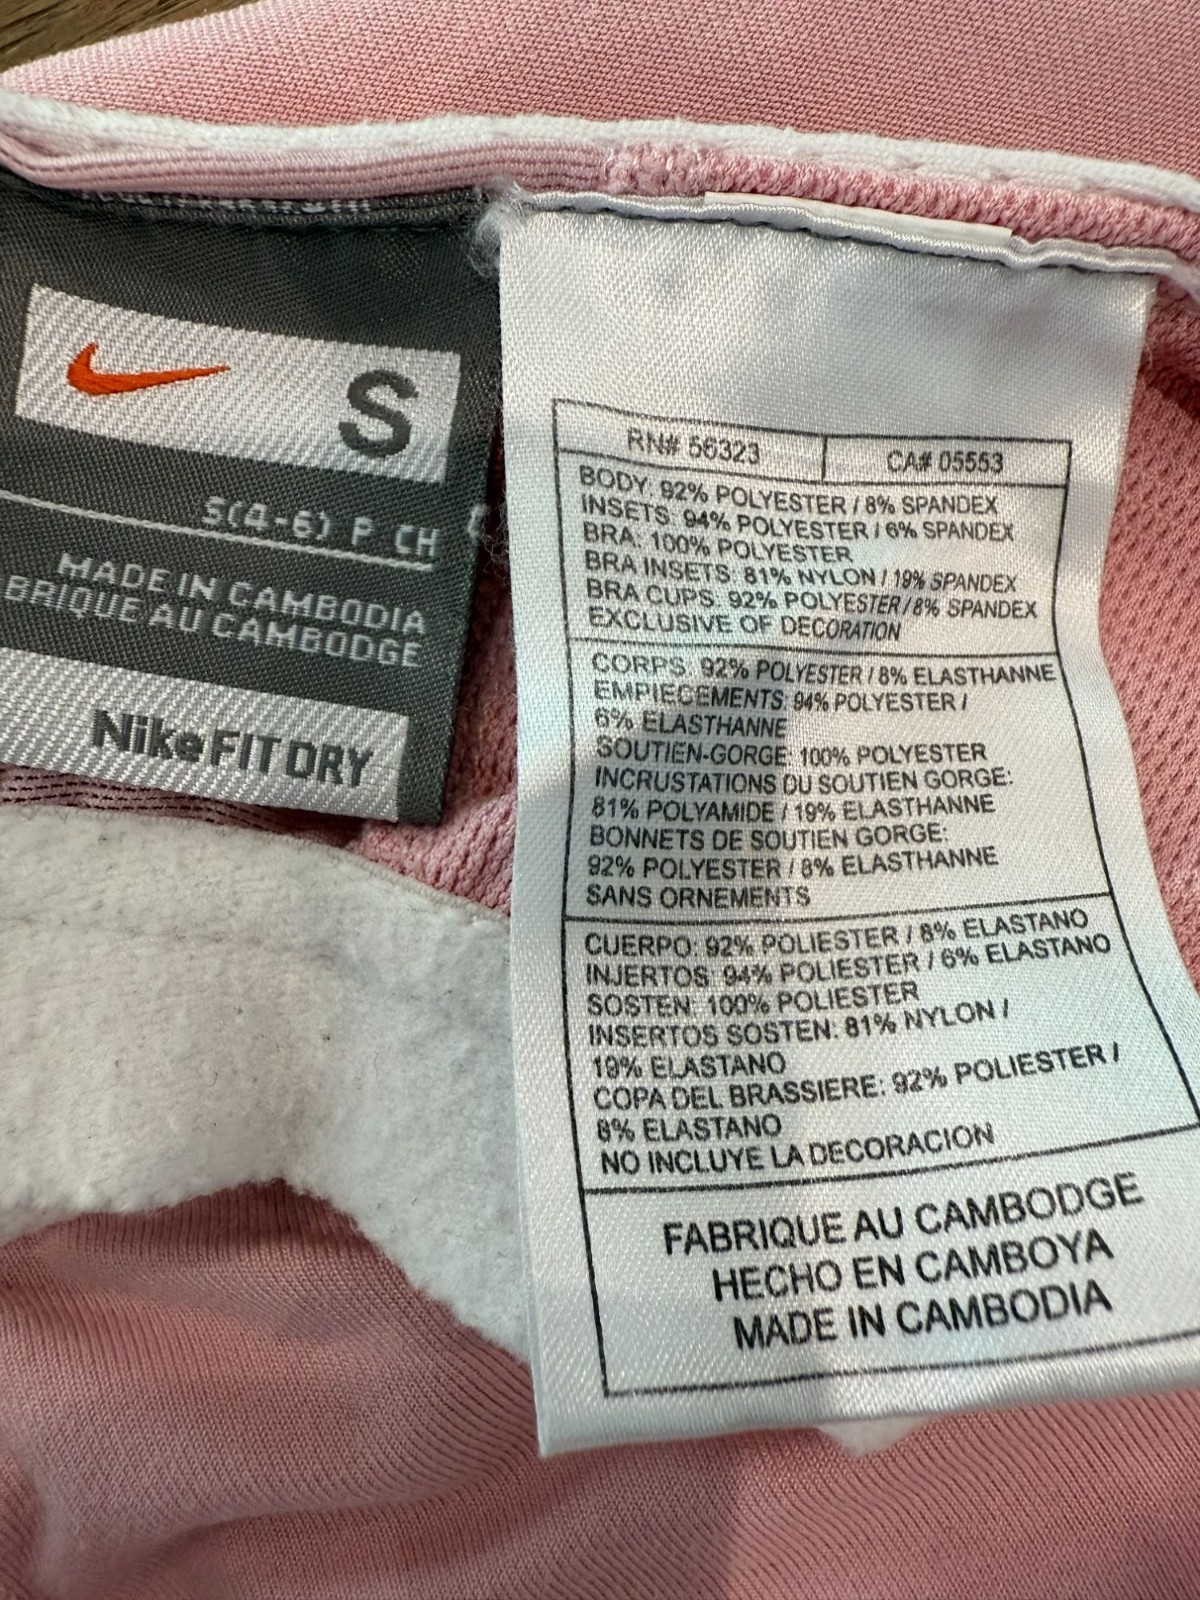 S
S(4-6) P CH
MADE IN CAMBODIA
BRIQUE AU CAMBODGE
Nike FIT DRY
RN# 56323
CA# 05553
BODY: 92% POLYESTER / 8% SPANDEX
INSETS: 94% POLYESTER / 6% SPANDEX
BRA: 100% POLYESTER
BRA INSETS: 81% NYLON / 19% SPANDEX
BRA CUPS: 92% POLYESTER / 8% SPANDEX
EXCLUSIVE OF DECORATION
CORPS: 92% POLYESTER / 8% ELASTHANNE
EMPIECEMENTS: 94% POLYESTER /
6% ELASTHANNE
SOUTIEN-GORGE: 100% POLYESTER
INCRUSTATIONS DU SOUTIEN GORGE:
81% POLYAMIDE / 19% ELASTHANNE
BONNETS DE SOUTIEN GORGE:
92% POLYESTER / 8% ELASTHANNE
SANS ORNEMENTS
CUERPO: 92% POLIESTER / 8% ELASTANO
INJERTOS: 94% POLIESTER / 6% ELASTANO
SOSTEN: 100% POLIESTER
INSERTOS SOSTEN: 81% NYLON /
19% ELASTANO
COPA DEL BRASSIERE: 92% POLIESTER /
8% ELASTANO
NO INCLUYE LA DECORACION
FABRIQUE AU CAMBODGE
HECHO EN CAMBOYA
MADE IN CAMBODIA